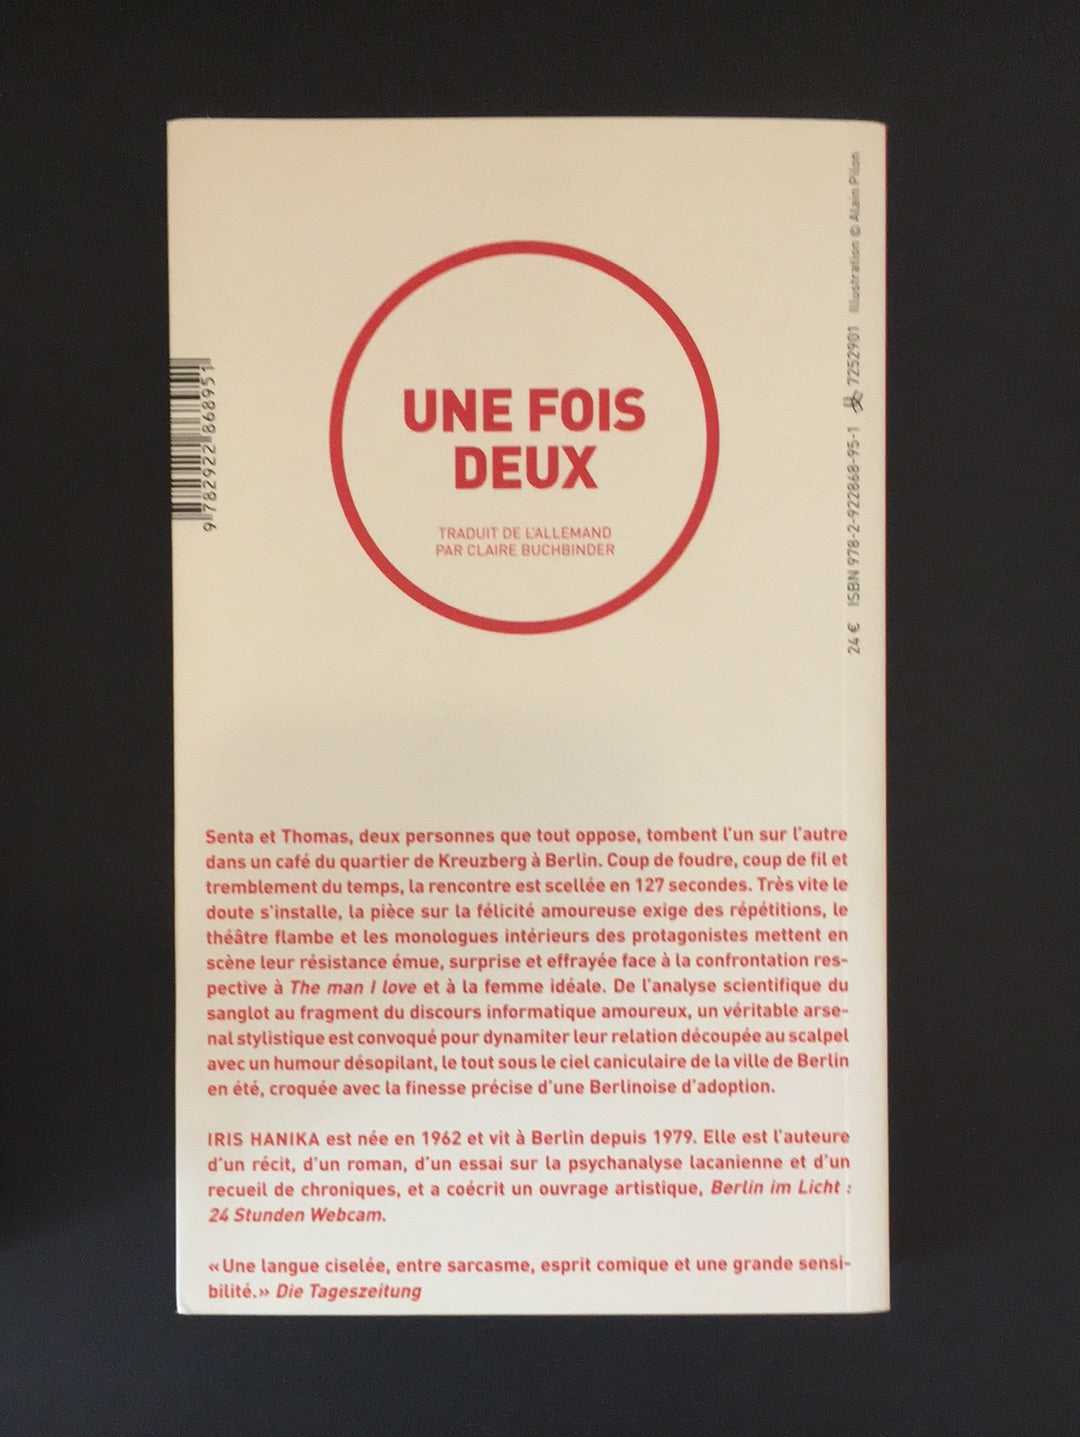 UNE FOIS
DEUX
TRADUIT DE L'ALLEMAND
PAR CLAIRE BUCHBINDER
Senta et Thomas, deux personnes que tout oppose, tombent l'un sur l'autre
dans un café du quartier de Kreuzberg à Berlin. Coup de foudre, coup de fil et
tremblement du temps, la rencontre est scellée en 127 secondes. Très vite le
doute s'installe, la pièce sur la félicité amoureuse exige des répétitions, le
théâtre flambe et les monologues intérieurs des protagonistes mettent en
scène leur résistance émue, surprise et effrayée face à la confrontation res-
pective à The man I love et à la femme idéale. De l'analyse scientifique du
sanglot au fragment du discours informatique amoureux, un véritable arse-
nal stylistique est convoqué pour dynamiter leur relation découpée au scalpel
avec un humour désopilant, le tout sous le ciel caniculaire de la ville de Berlin
en été, croquée avec la finesse précise d'une Berlinoise d'adoption.
IRIS HANIKA est née en 1962 et vit à Berlin depuis 1979. Elle est l'auteure
d'un récit, d'un roman, d'un essai sur la psychanalyse lacanienne et d'un
recueil de chroniques, et a coécrit un ouvrage artistique, Berlin im Licht :
24 Stunden Webcam.
« Une langue ciselée, entre sarcasme, esprit comique et une grande sensi-
bilité.» Die Tageszeitung
9 782922 868951
24 € ISBN 978-2-922868-95-1 7252901 Illustration © Alain Pilon